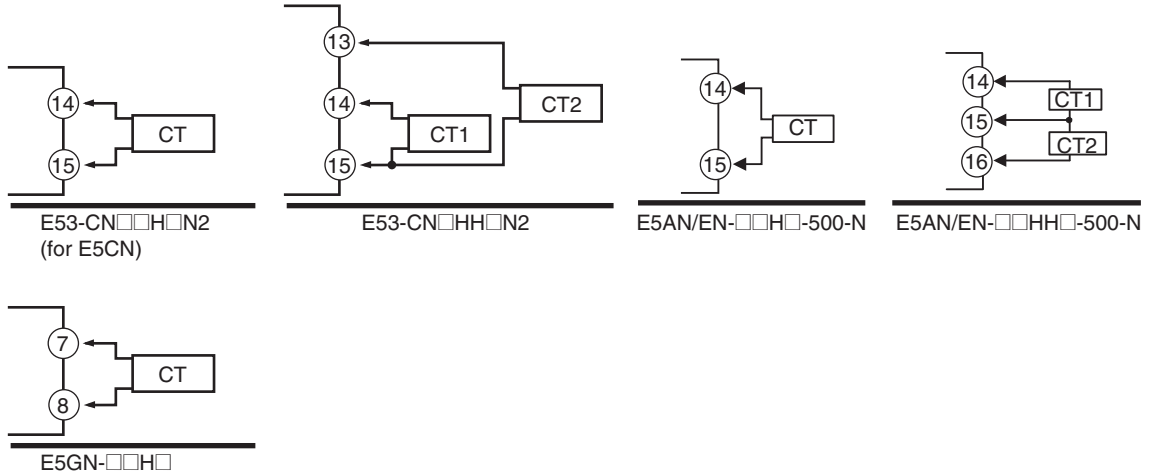 14
15
CT
E53-CN□□H□N2
(for E5CN)
13
14
15
CT1
CT2
E53-CN□HH□N2
14
15
CT
E5AN/EN-□□H□-500-N
14
15
16
CT1
CT2
E5AN/EN-□□HH□-500-N
7
8
CT
E5GN-□□H□